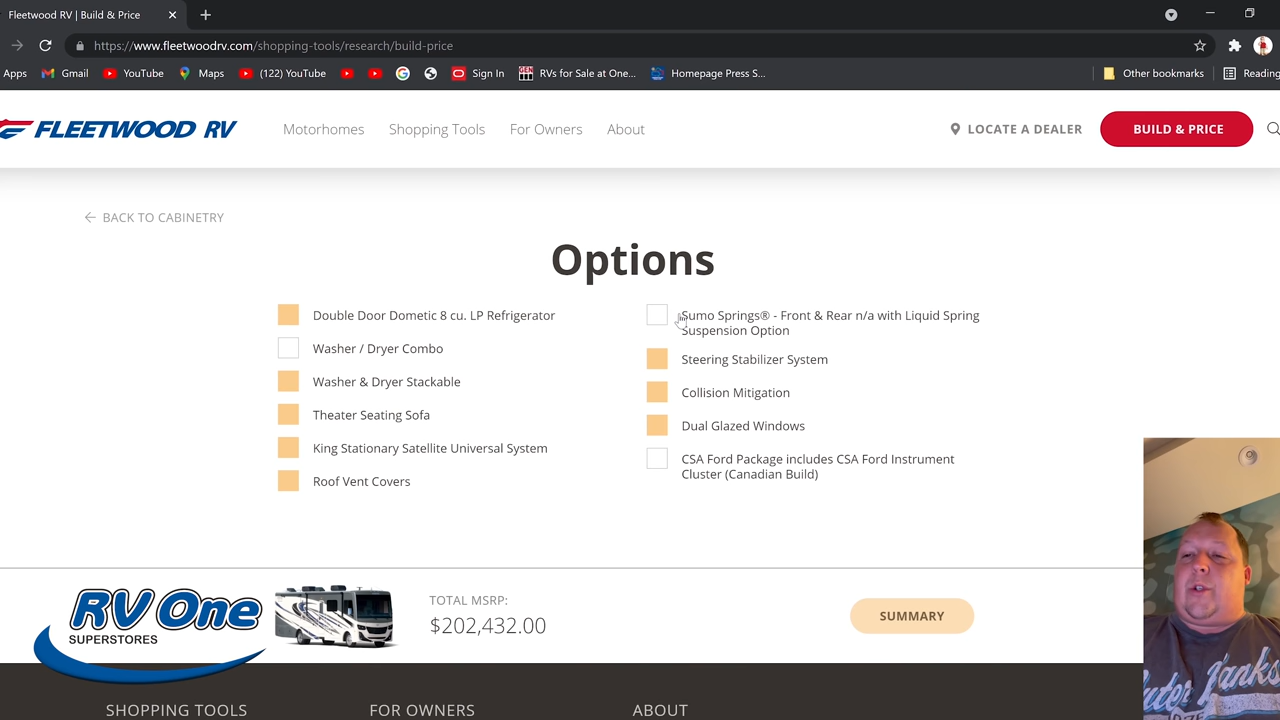 Fleetwood RV | Build & Price
https://www.fleetwoodrv.com/shopping-tools/research/build-price
Apps
Gmail
YouTube
Maps
(122) YouTube
Sign In
GEN
RVs for Sale at One...
Homepage Press S...
Other bookmarks
Reading
FLEETWOOD RV
Motorhomes
Shopping Tools
For Owners
About
LOCATE A DEALER
BUILD & PRICE
BACK TO CABINETRY
Options
Double Door Dometic 8 cu. LP Refrigerator
Washer / Dryer Combo
Washer & Dryer Stackable
Theater Seating Sofa
King Stationary Satellite Universal System
Roof Vent Covers
Sumo Springs® - Front & Rear n/a with Liquid Spring
Suspension Option
Steering Stabilizer System
Collision Mitigation
Dual Glazed Windows
CSA Ford Package includes CSA Ford Instrument
Cluster (Canadian Build)
RV One
SUPERSTORES
TOTAL MSRP:
$202,432.00
SUMMARY
SHOPPING TOOLS
FOR OWNERS
ABOUT